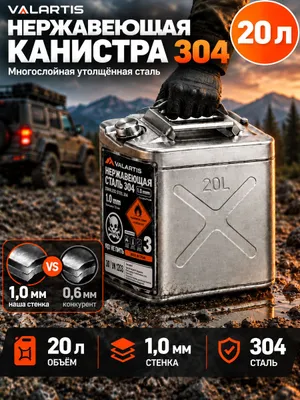 VALARTIS
НЕРЖАВЕЮЩАЯ
КАНИСТРА 304
20 л
Многослойная утолщённая сталь
VALARTIS
НЕРЖАВЕЮЩАЯ
СТАЛЬ 304
1.0 mm
3
20L
VS
1,0 мм
наша стенка
0,6 мм
конкурент
20 л
ОБЪЁМ
1,0 мм
СТЕНКА
304
СТАЛЬ